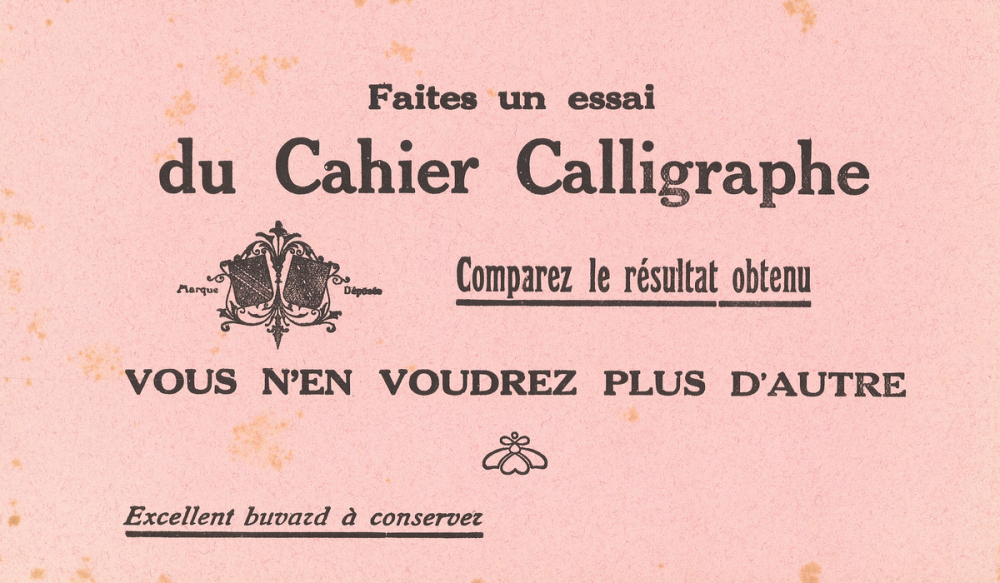 Faites un essai
du Cahier Calligraphe
Marque Déposée
Comparez le résultat obtenu
VOUS N'EN VOUDREZ PLUS D'AUTRE
Excellent buvard à conserver